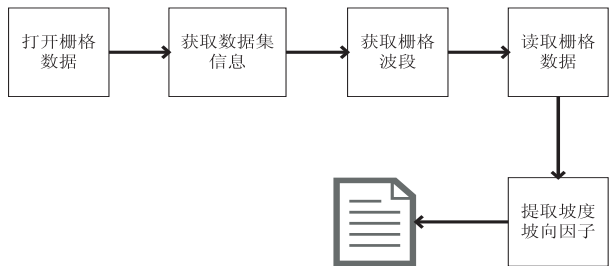 打开栅格
数据
获取数据集
信息
获取栅格
波段
读取栅格
数据
提取坡度
坡向因子